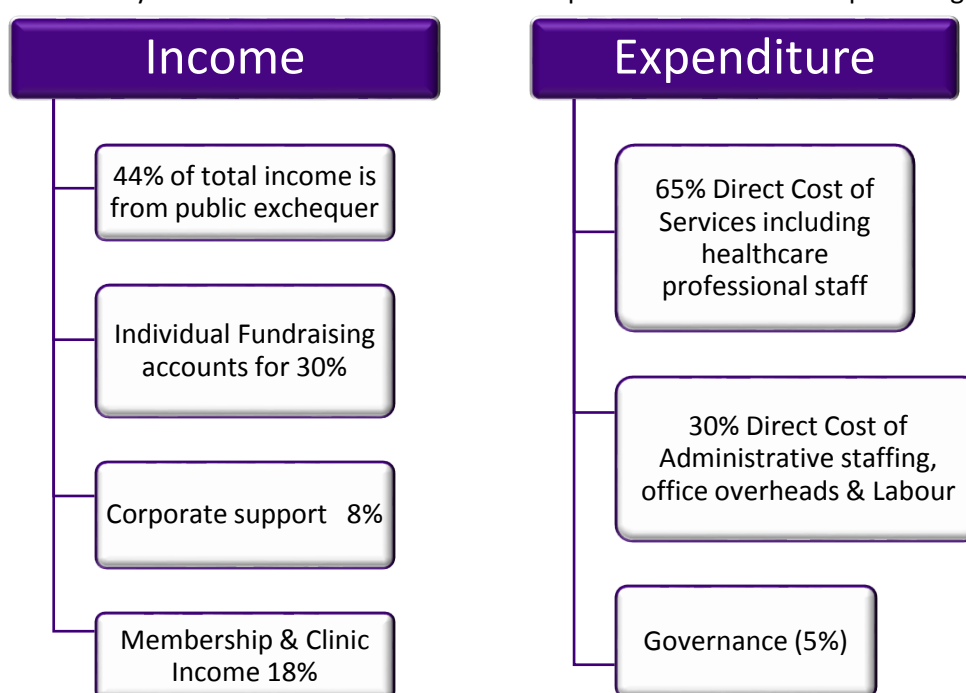 Income
44% of total income is
from public exchequer
Individual Fundraising
accounts for 30%
Corporate support 8%
Membership & Clinic
Income 18%
Expenditure
65% Direct Cost of
Services including
healthcare
professional staff
30% Direct Cost of
Administrative staffing,
office overheads & Labour
Governance (5%)